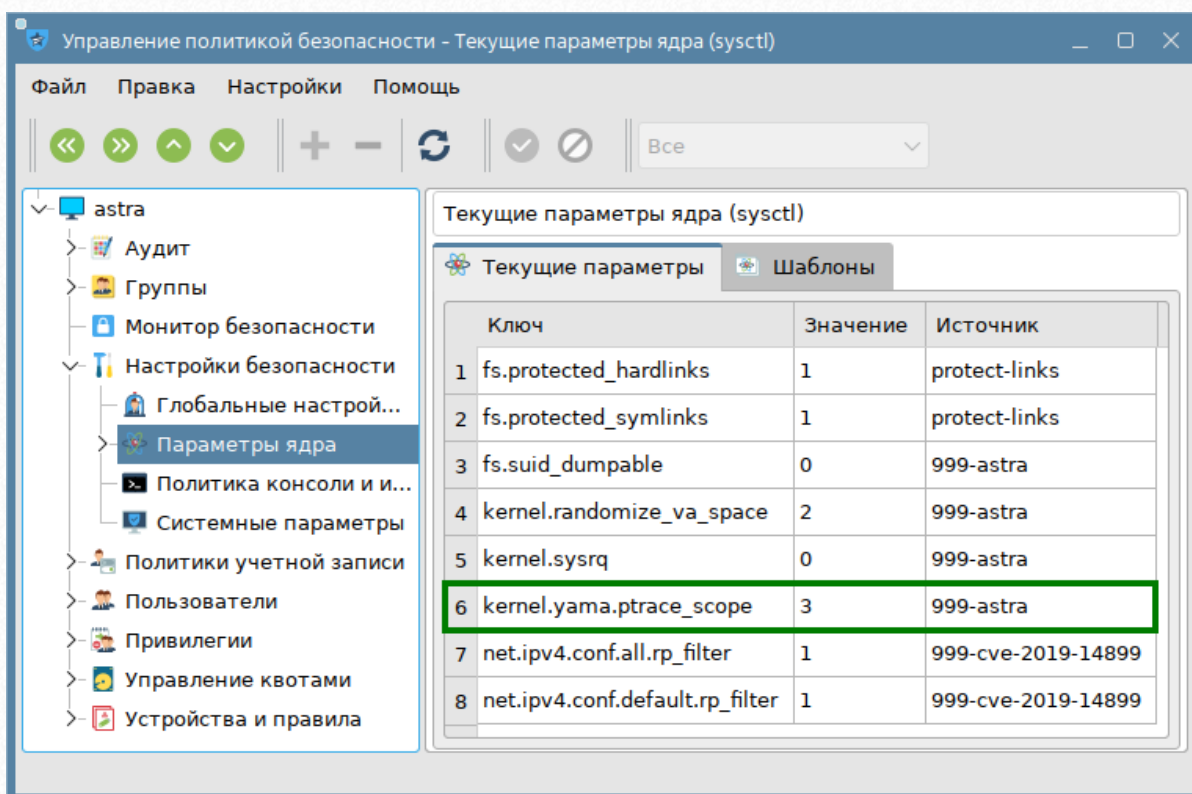 Управление политикой безопасности - Текущие параметры ядра (sysctl)
Файл Правка Настройки Помощь
Все
astra
Аудит
Группы
Монитор безопасности
Настройки безопасности
Глобальные настрой...
Параметры ядра
Политика консоли и и...
Системные параметры
Политики учетной записи
Пользователи
Привилегии
Управление квотами
Устройства и правила
Текущие параметры ядра (sysctl)
Текущие параметры Шаблоны
Ключ Значение Источник
1 fs.protected_hardlinks 1 protect-links
2 fs.protected_symlinks 1 protect-links
3 fs.suid_dumpable 0 999-astra
4 kernel.randomize_va_space 2 999-astra
5 kernel.sysrq 0 999-astra
6 kernel.yama.ptrace_scope 3 999-astra
7 net.ipv4.conf.all.rp_filter 1 999-cve-2019-14899
8 net.ipv4.conf.default.rp_filter 1 999-cve-2019-14899